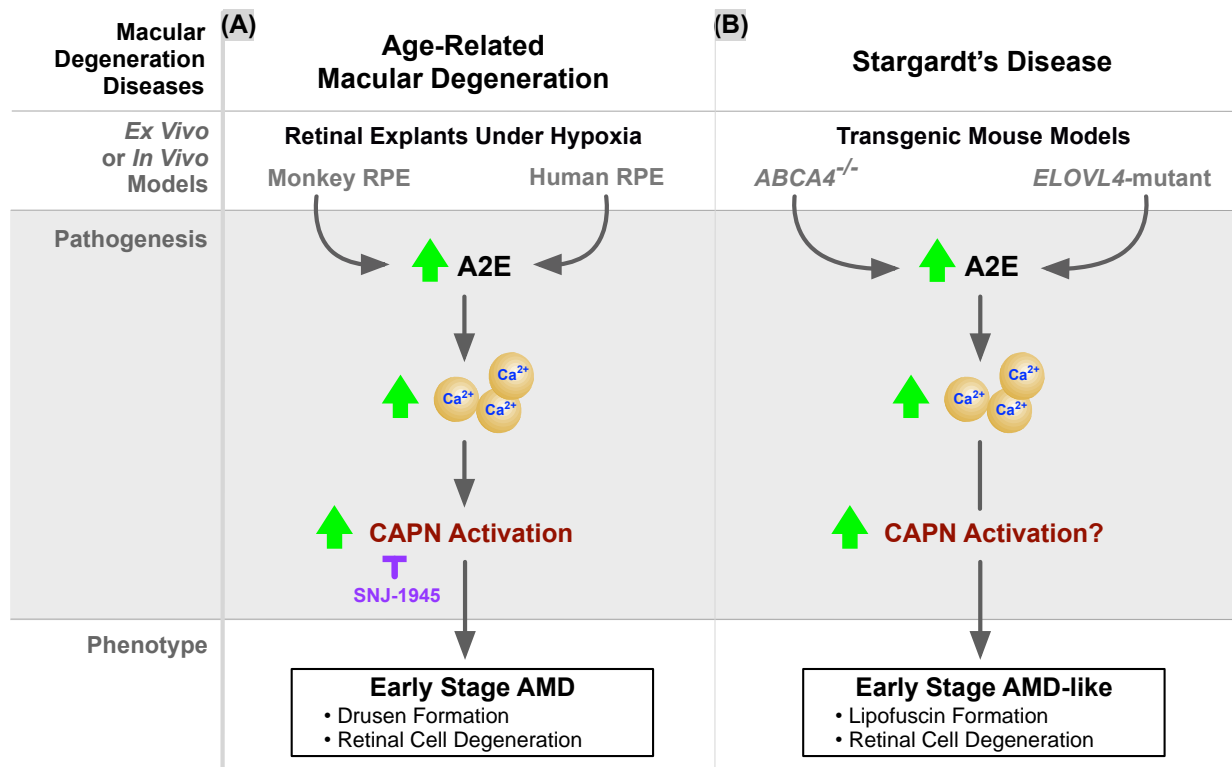 Macular
Degeneration
Diseases
(A)
Age-Related
Macular Degeneration
(B)
Stargardt’s Disease
Ex Vivo
or In Vivo
Models
Retinal Explants Under Hypoxia
Monkey RPE
Human RPE
Transgenic Mouse Models
ABCA4-/-
ELOVL4-mutant
Pathogenesis
A2E
Ca2+
Ca2+
Ca2+
CAPN Activation
SNJ-1945
A2E
Ca2+
Ca2+
Ca2+
CAPN Activation?
Phenotype
Early Stage AMD
• Drusen Formation
• Retinal Cell Degeneration
Early Stage AMD-like
• Lipofuscin Formation
• Retinal Cell Degeneration